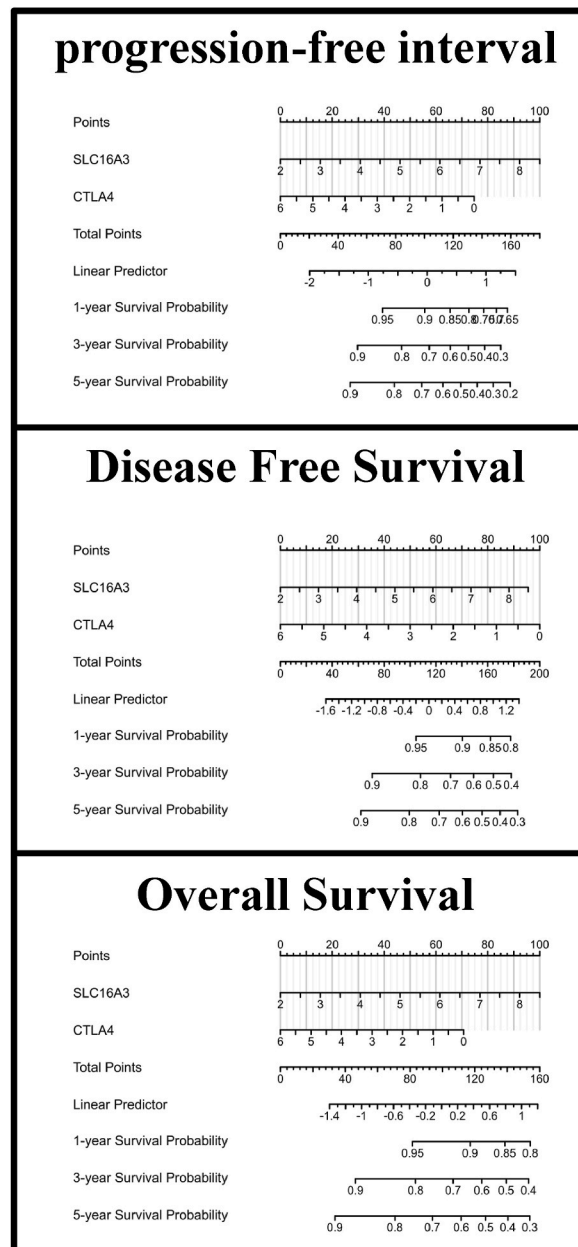 progression-free interval
Points 0 20 40 60 80 100
SLC16A3 2 3 4 5 6 7 8
CTLA4 6 5 4 3 2 1 0
Total Points 0 40 80 120 160
Linear Predictor -2 -1 0 1
1-year Survival Probability 0.95 0.9 0.85 0.8 0.75 0.7 0.65
3-year Survival Probability 0.9 0.8 0.7 0.6 0.5 0.4 0.3
5-year Survival Probability 0.9 0.8 0.7 0.6 0.5 0.4 0.3 0.2
Disease Free Survival
Points 0 20 40 60 80 100
SLC16A3 2 3 4 5 6 7 8
CTLA4 6 5 4 3 2 1 0
Total Points 0 40 80 120 160 200
Linear Predictor -1.6 -1.2 -0.8 -0.4 0 0.4 0.8 1.2
1-year Survival Probability 0.95 0.9 0.85 0.8
3-year Survival Probability 0.9 0.8 0.7 0.6 0.5 0.4
5-year Survival Probability 0.9 0.8 0.7 0.6 0.5 0.4 0.3
Overall Survival
Points 0 20 40 60 80 100
SLC16A3 2 3 4 5 6 7 8
CTLA4 6 5 4 3 2 1 0
Total Points 0 40 80 120 160
Linear Predictor -1.4 -1 -0.6 -0.2 0.2 0.6 1
1-year Survival Probability 0.95 0.9 0.85 0.8
3-year Survival Probability 0.9 0.8 0.7 0.6 0.5 0.4
5-year Survival Probability 0.9 0.8 0.7 0.6 0.5 0.4 0.3